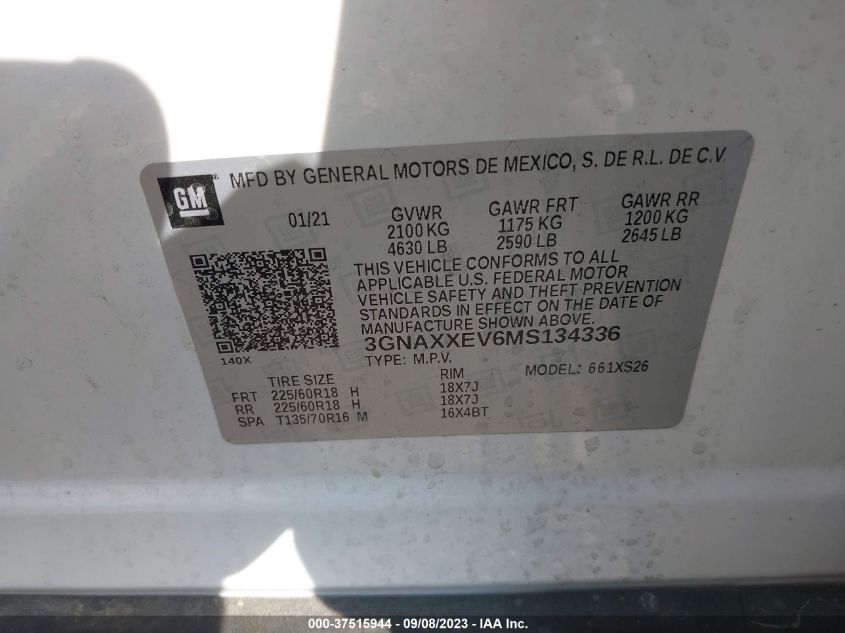 GM ® MFD BY GENERAL MOTORS DE MEXICO, S. DE R.L. DE C.V.
01/21 GVWR GAWR FRT GAWR RR
2100 KG 1175 KG 1200 KG
4630 LB 2590 LB 2645 LB
THIS VEHICLE CONFORMS TO ALL
APPLICABLE U.S. FEDERAL MOTOR
VEHICLE SAFETY AND THEFT PREVENTION
STANDARDS IN EFFECT ON THE DATE OF
MANUFACTURE SHOWN ABOVE.
3GNAXXEV6MS134336
140X TYPE: M.P.V. MODEL: 661XS26
TIRE SIZE RIM
FRT 225/60R18 H 18X7J
RR 225/60R18 H 18X7J
SPA T135/70R16 M 16X4BT
000-37515944 - 09/08/2023 - IAA Inc.